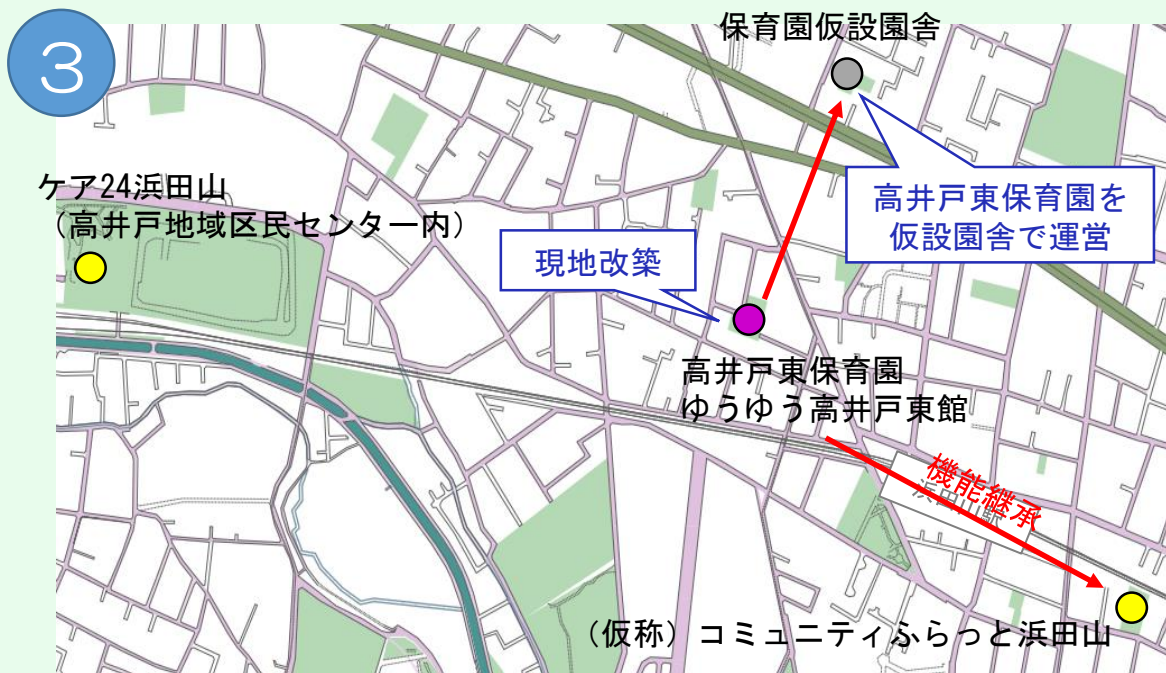 3
保育園仮設園舎
ケア24浜田山
（高井戸地域区民センター内）
高井戸東保育園を
仮設園舎で運営
現地改築
高井戸東保育園
ゆうゆう高井戸東館
機能継承
浜田山駅
（仮称）コミュニティふらっと浜田山